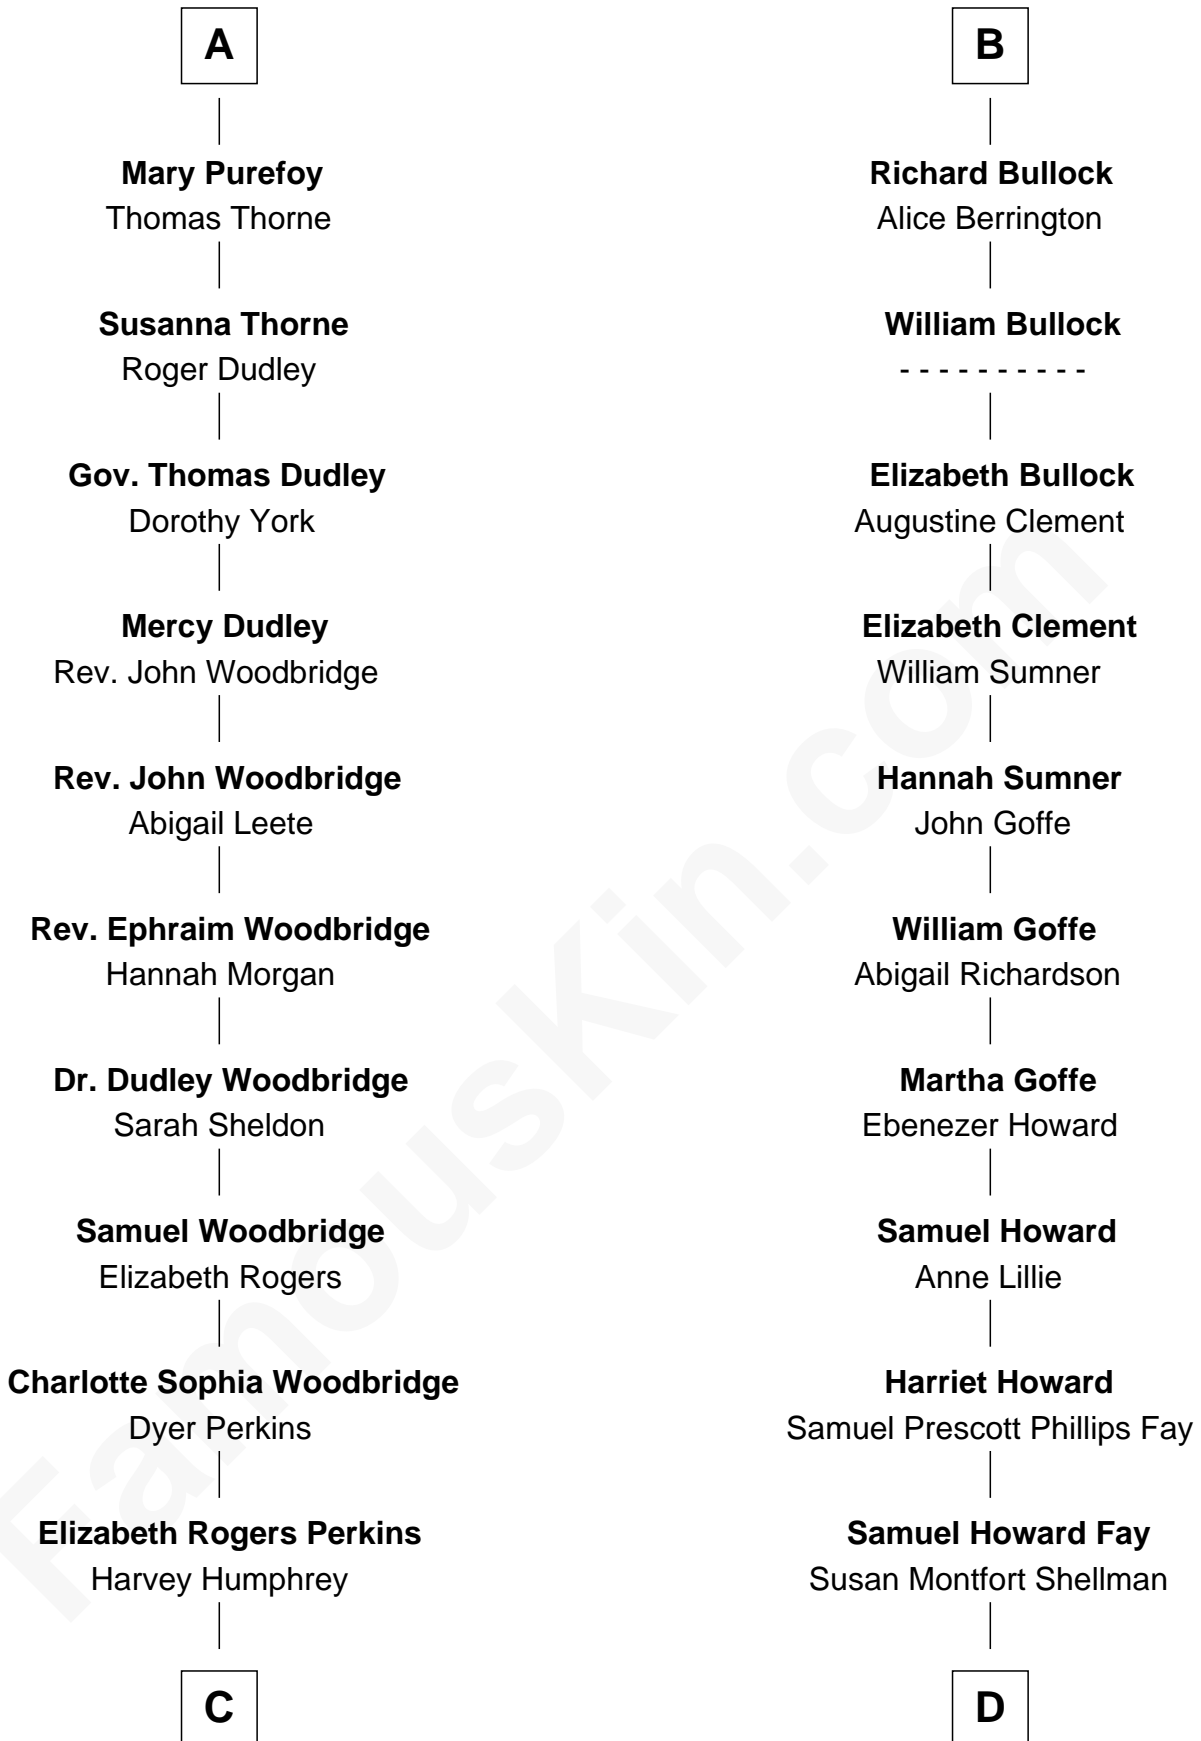 A
Mary Purefoy
Thomas Thorne
Susanna Thorne
Roger Dudley
Gov. Thomas Dudley
Dorothy York
Mercy Dudley
Rev. John Woodbridge
Rev. John Woodbridge
Abigail Leete
Rev. Ephraim Woodbridge
Hannah Morgan
Dr. Dudley Woodbridge
Sarah Sheldon
Samuel Woodbridge
Elizabeth Rogers
Charlotte Sophia Woodbridge
Dyer Perkins
Elizabeth Rogers Perkins
Harvey Humphrey
C
B
Richard Bullock
Alice Berrington
William Bullock
- - - - - - - - - -
Elizabeth Bullock
Augustine Clement
Elizabeth Clement
William Sumner
Hannah Sumner
John Goffe
William Goffe
Abigail Richardson
Martha Goffe
Ebenezer Howard
Samuel Howard
Anne Lillie
Harriet Howard
Samuel Prescott Phillips Fay
Samuel Howard Fay
Susan Montfort Shellman
D
FamousKin.com